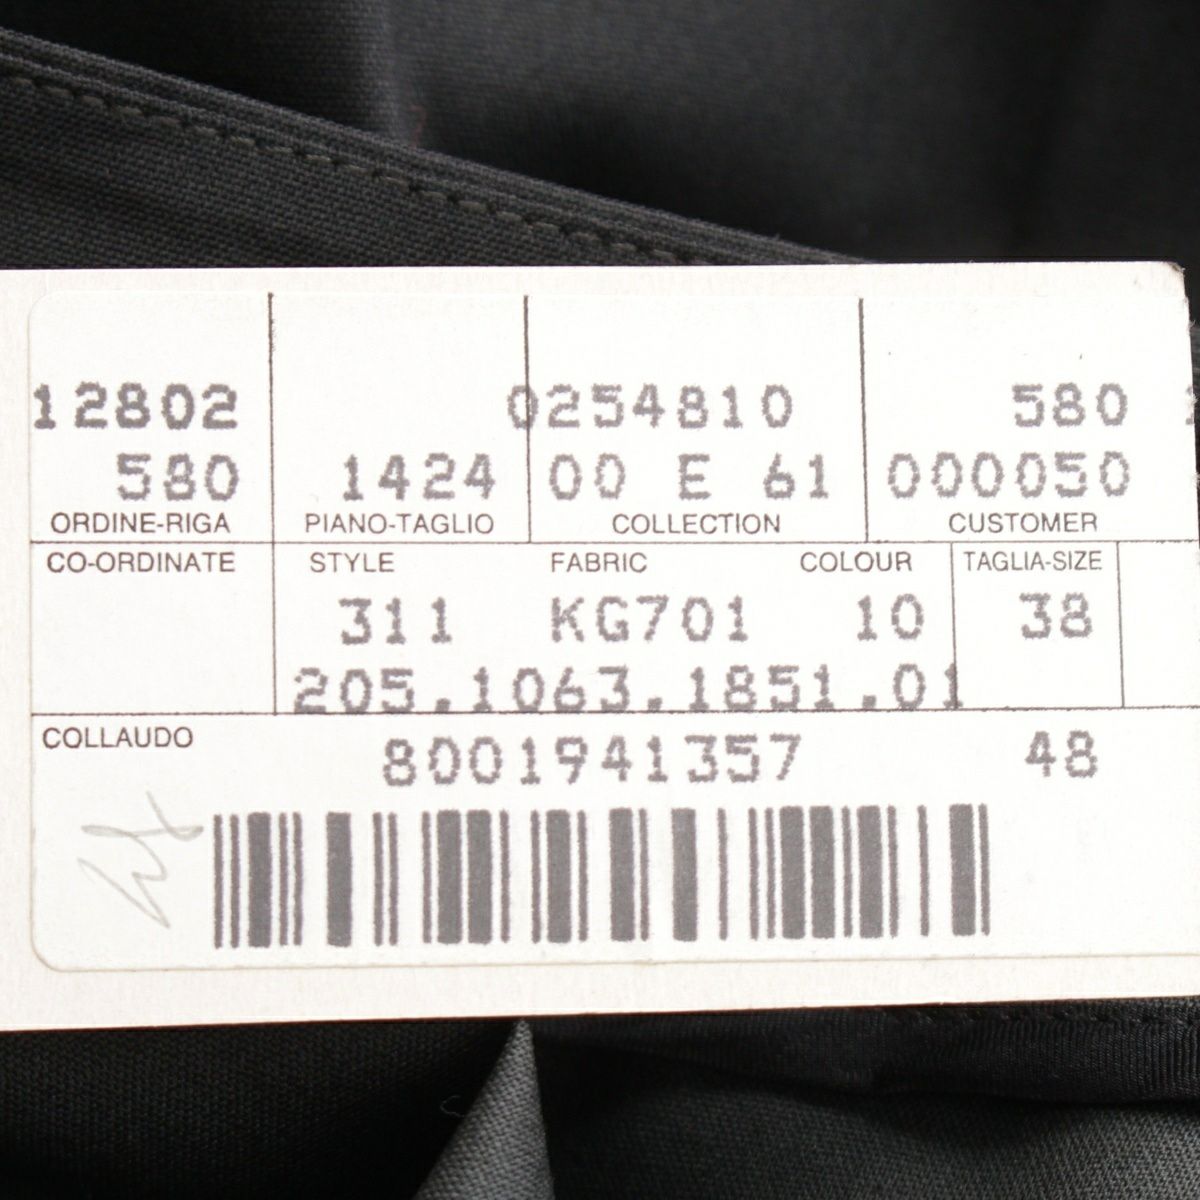 12802 0254810 580
580 1424 00 E 61 000050
ORDINE-RIGA PIANO-TAGLIO COLLECTION CUSTOMER
CO-ORDINATE STYLE FABRIC COLOUR TAGLIA-SIZE
311 KG701 10 38
205.1063.1851.01
COLLAUDO 8001941357 48